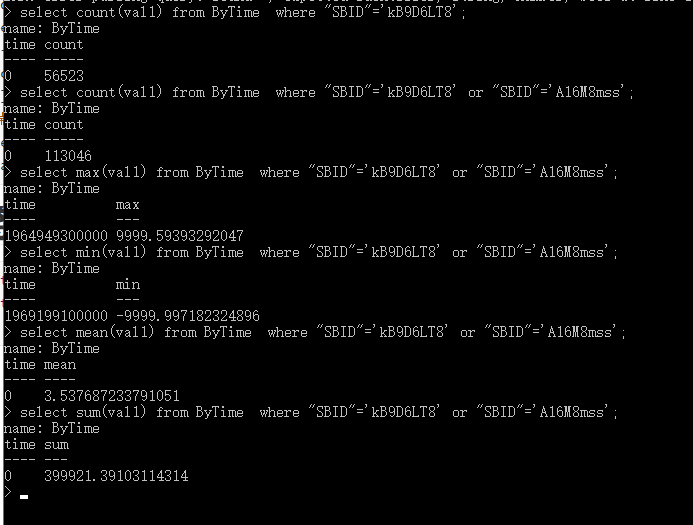 > select count(val1) from ByTime  where "SBID"='kB9D6LT8';
name: ByTime
time count
---- -----
0    56523
> select count(val1) from ByTime  where "SBID"='kB9D6LT8' or "SBID"='A16M8mss';
name: ByTime
time count
---- -----
0    113046
> select max(val1) from ByTime  where "SBID"='kB9D6LT8' or "SBID"='A16M8mss';
name: ByTime
time          max
----          ---
1964949300000 9999.59393292047
> select min(val1) from ByTime  where "SBID"='kB9D6LT8' or "SBID"='A16M8mss';
name: ByTime
time          min
----          ---
1969199100000 -9999.997182324896
> select mean(val1) from ByTime  where "SBID"='kB9D6LT8' or "SBID"='A16M8mss';
name: ByTime
time mean
---- ----
0    3.537687233791051
> select sum(val1) from ByTime  where "SBID"='kB9D6LT8' or "SBID"='A16M8mss';
name: ByTime
time sum
---- ---
0    399921.39103114314
>